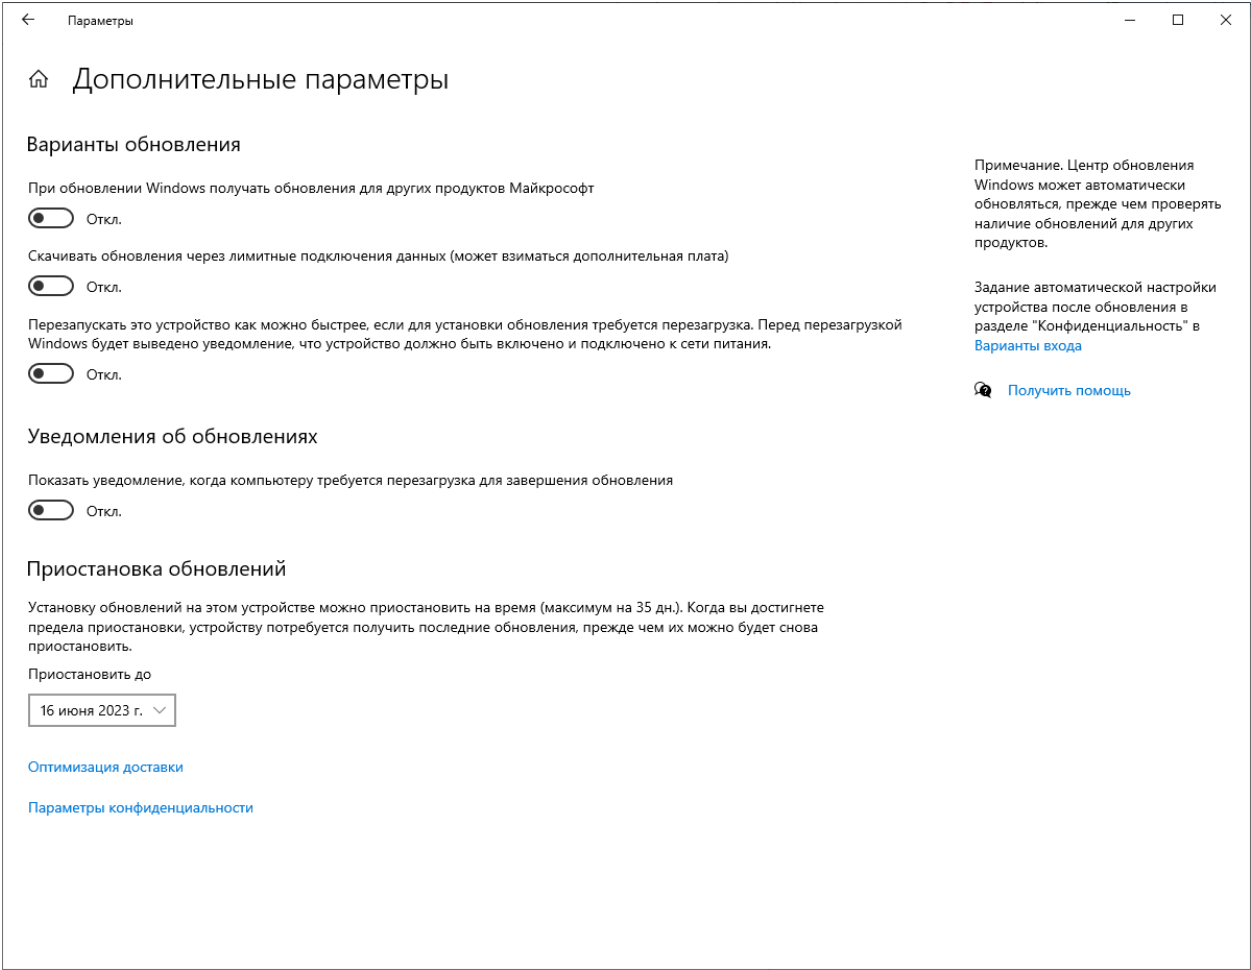 Параметры
Дополнительные параметры
Варианты обновления
При обновлении Windows получать обновления для других продуктов Майкрософт
Откл.
Скачивать обновления через лимитные подключения данных (может взиматься дополнительная плата)
Откл.
Перезапускать это устройство как можно быстрее, если для установки обновления требуется перезагрузка. Перед перезагрузкой
Windows будет выведено уведомление, что устройство должно быть включено и подключено к сети питания.
Откл.
Уведомления об обновлениях
Показать уведомление, когда компьютеру требуется перезагрузка для завершения обновления
Откл.
Приостановка обновлений
Установку обновлений на этом устройстве можно приостановить на время (максимум на 35 дн.). Когда вы достигнете
предела приостановки, устройству потребуется получить последние обновления, прежде чем их можно будет снова
приостановить.
Приостановить до
16 июня 2023 г.
Оптимизация доставки
Параметры конфиденциальности
Примечание. Центр обновления
Windows может автоматически
обновляться, прежде чем проверять
наличие обновлений для других
продуктов.
Задание автоматической настройки
устройства после обновления в
разделе "Конфиденциальность" в
Варианты входа
Получить помощь